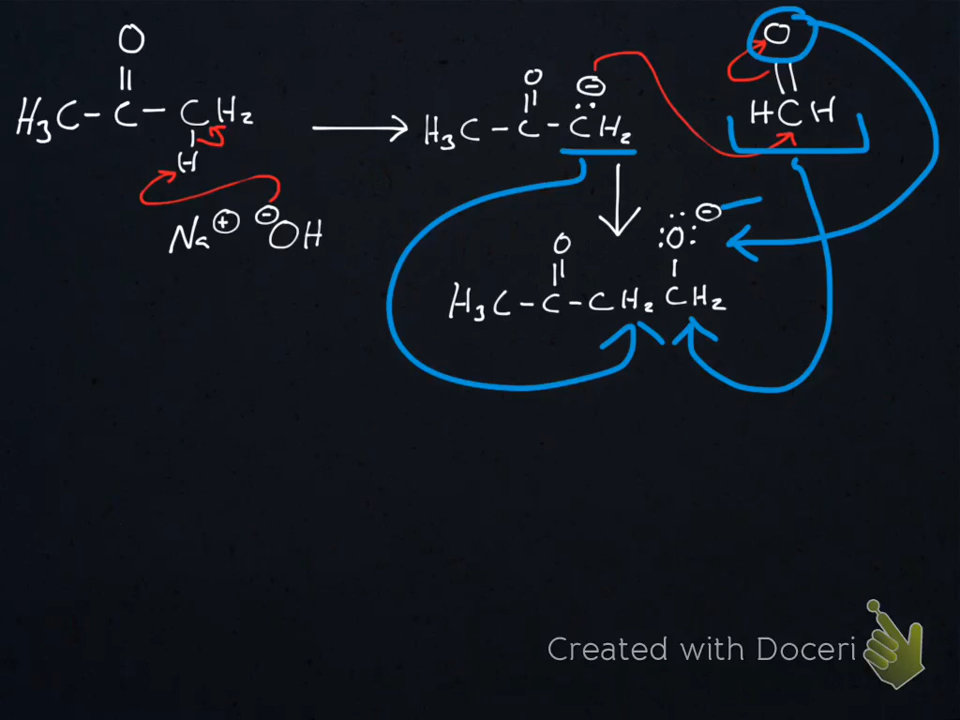 O
||
H3C - C - CH2
H
Na⊕ ⊖OH
O ⊖
|| ··
H3C - C - CH2
O
||
HCH
O :O: ⊖
|| |
H3C - C - CH2 CH2
Created with Doceri